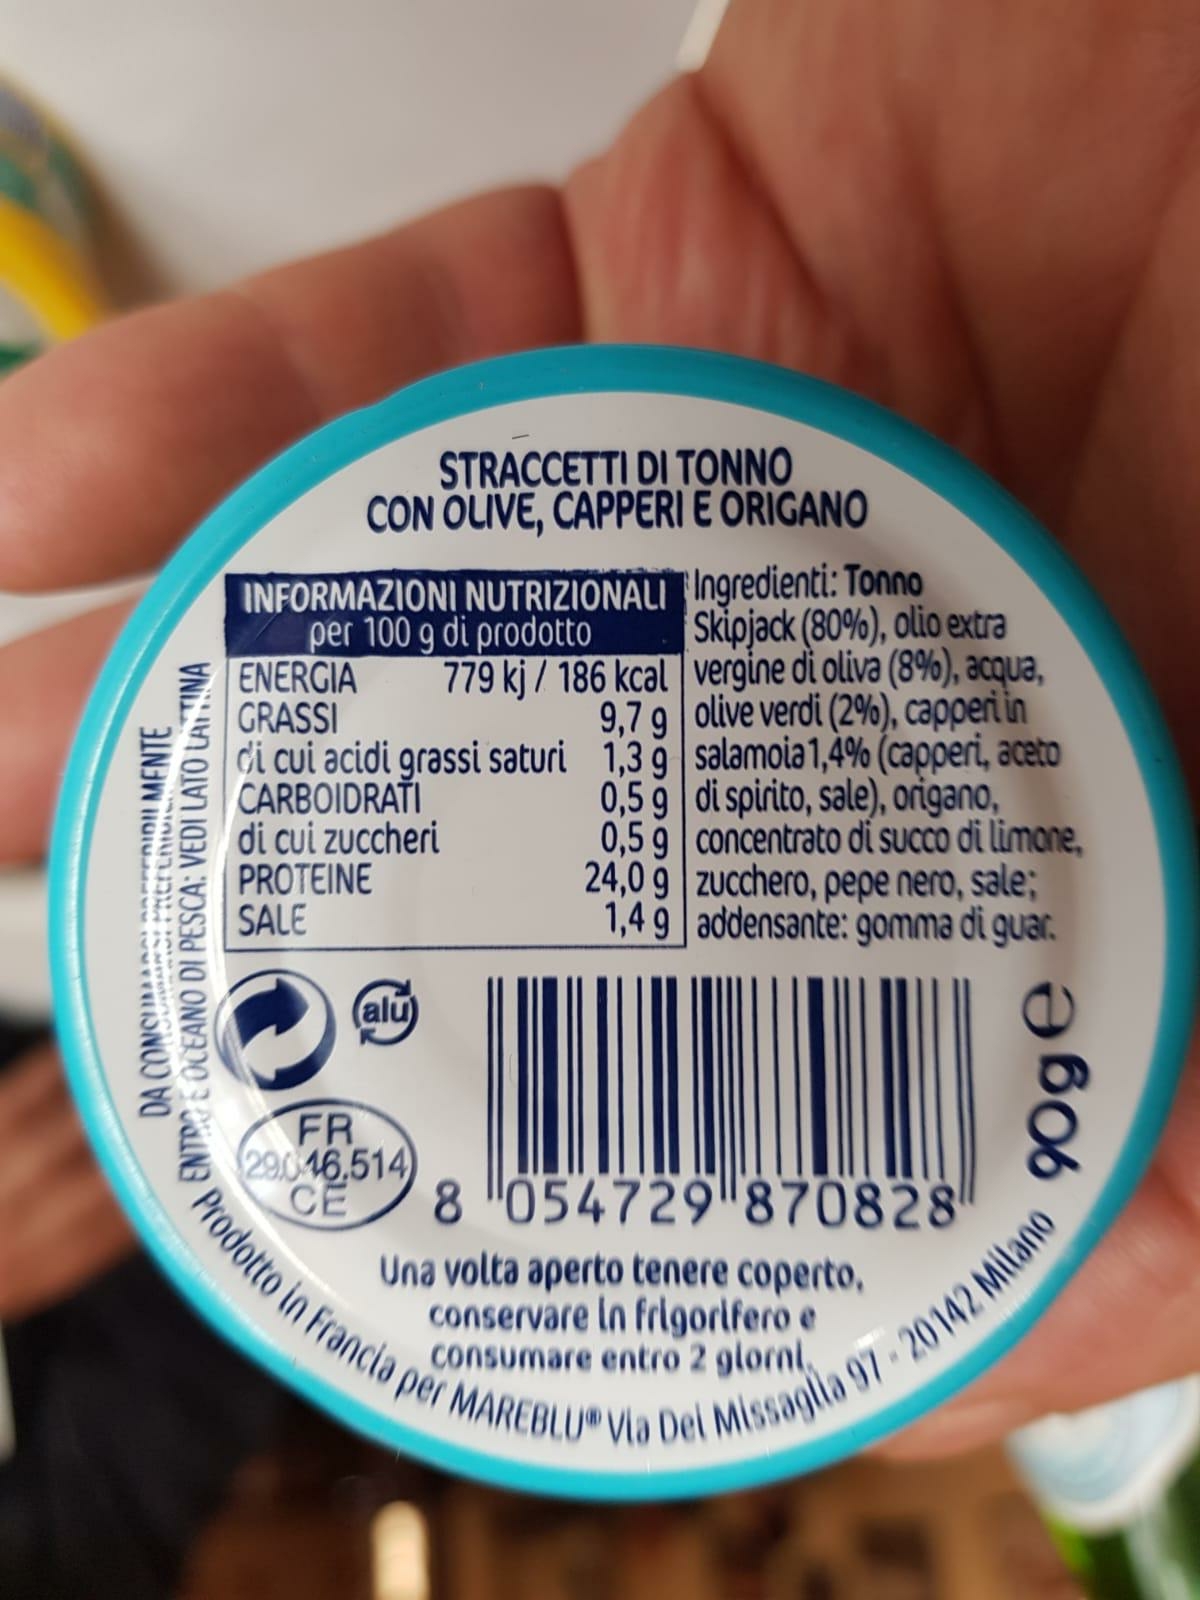 STRACCETTI DI TONNO
CON OLIVE, CAPPERI E ORIGANO
INFORMAZIONI NUTRIZIONALI
per 100 g di prodotto
ENERGIA 779 kj / 186 kcal
GRASSI 9,7 g
di cui acidi grassi saturi 1,3 g
CARBOIDRATI 0,5 g
di cui zuccheri 0,5 g
PROTEINE 24,0 g
SALE 1,4 g
Ingredienti: Tonno
Skipjack (80%), olio extra
vergine di oliva (8%), acqua,
olive verdi (2%), capperi in
salamoia 1,4% (capperi, aceto
di spirito, sale), origano,
concentrato di succo di limone,
zucchero, pepe nero, sale;
addensante: gomma di guar.
DA CONSUMARSI PREFERIBILMENTE
ENTRO E OCEANO DI PESCA: VEDI LATO LATTINA
alu
FR
29.046.514
CE
8 054729 870828
90g e
Una volta aperto tenere coperto,
conservare in frigorifero e
consumare entro 2 giorni.
Prodotto in Francia per MAREBLU® Via Dei Missaglia 97 - 20142 Milano